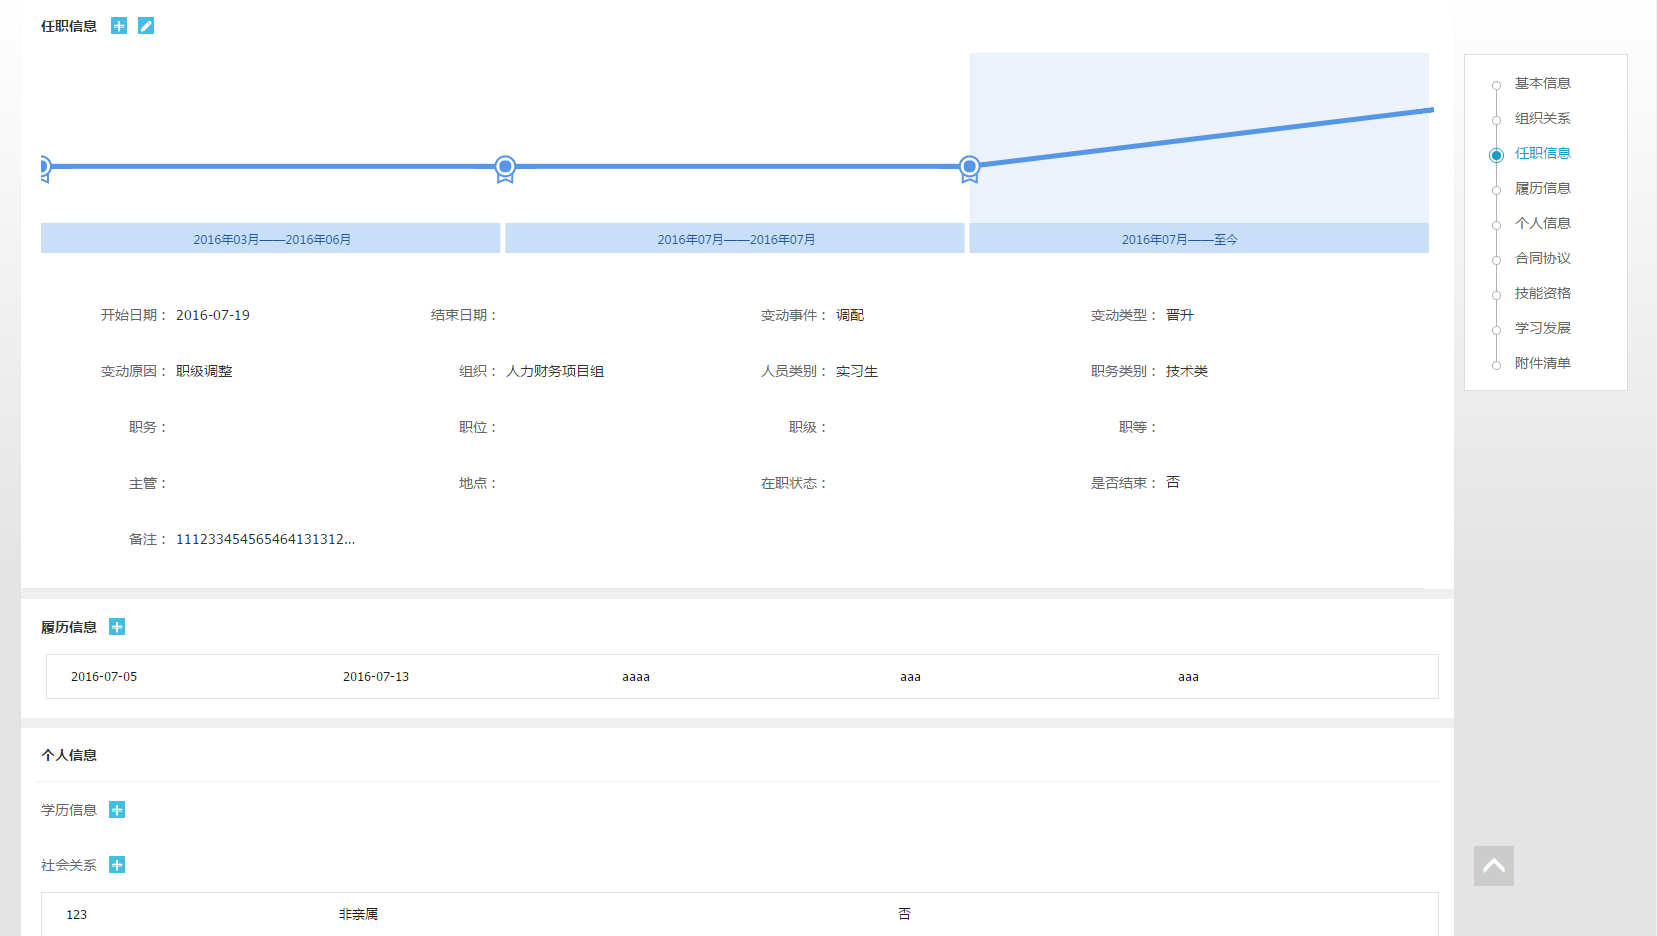 任职信息
2016年03月——2016年06月 2016年07月——2016年07月 2016年07月——至今
开始日期： 2016-07-19 结束日期： 变动事件： 调配 变动类型： 晋升
变动原因： 职级调整 组织： 人力财务项目组 人员类别： 实习生 职务类别： 技术类
职务： 职位： 职级： 职等：
主管： 地点： 在职状态： 是否结束： 否
备注： 111233454565464131312...
履历信息
2016-07-05 2016-07-13 aaaa aaa aaa
个人信息
学历信息
社会关系
123 非亲属 否
基本信息
组织关系
任职信息
履历信息
个人信息
合同协议
技能资格
学习发展
附件清单